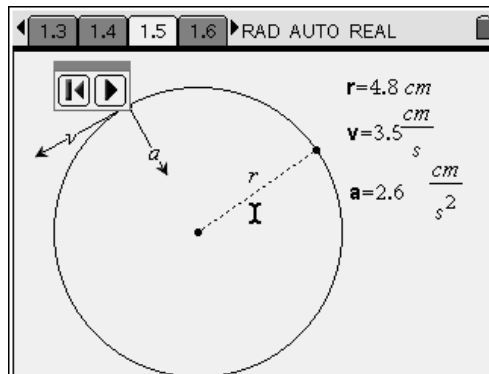 1.3 1.4 1.5 1.6 RAD AUTO REAL
r=4.8 cm
v=3.5 cm/s
a=2.6 cm/s²
v
a
r